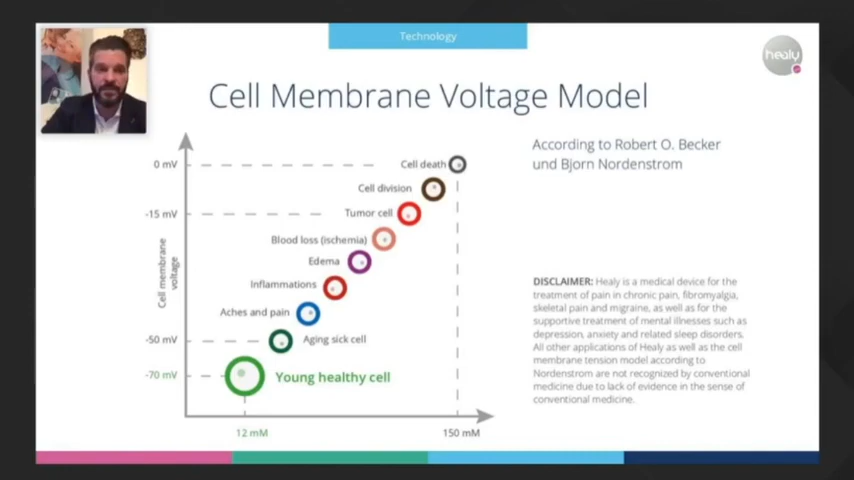 Technology
healy
Cell Membrane Voltage Model
According to Robert O. Becker
und Bjorn Nordenstrom
0 mV
Cell death
Cell division
-15 mV
Tumor cell
Blood loss (ischemia)
Edema
Cell membrane
voltage
Inflammations
Aches and pain
-50 mV
Aging sick cell
-70 mV
Young healthy cell
12 mM
150 mM
DISCLAIMER: Healy is a medical device for the
treatment of pain in chronic pain, fibromyalgia,
skeletal pain and migraine, as well as for the
supportive treatment of mental illnesses such as
depression, anxiety and related sleep disorders.
All other applications of Healy as well as the cell
membrane tension model according to
Nordenstrom are not recognized by conventional
medicine due to lack of evidence in the sense of
conventional medicine.